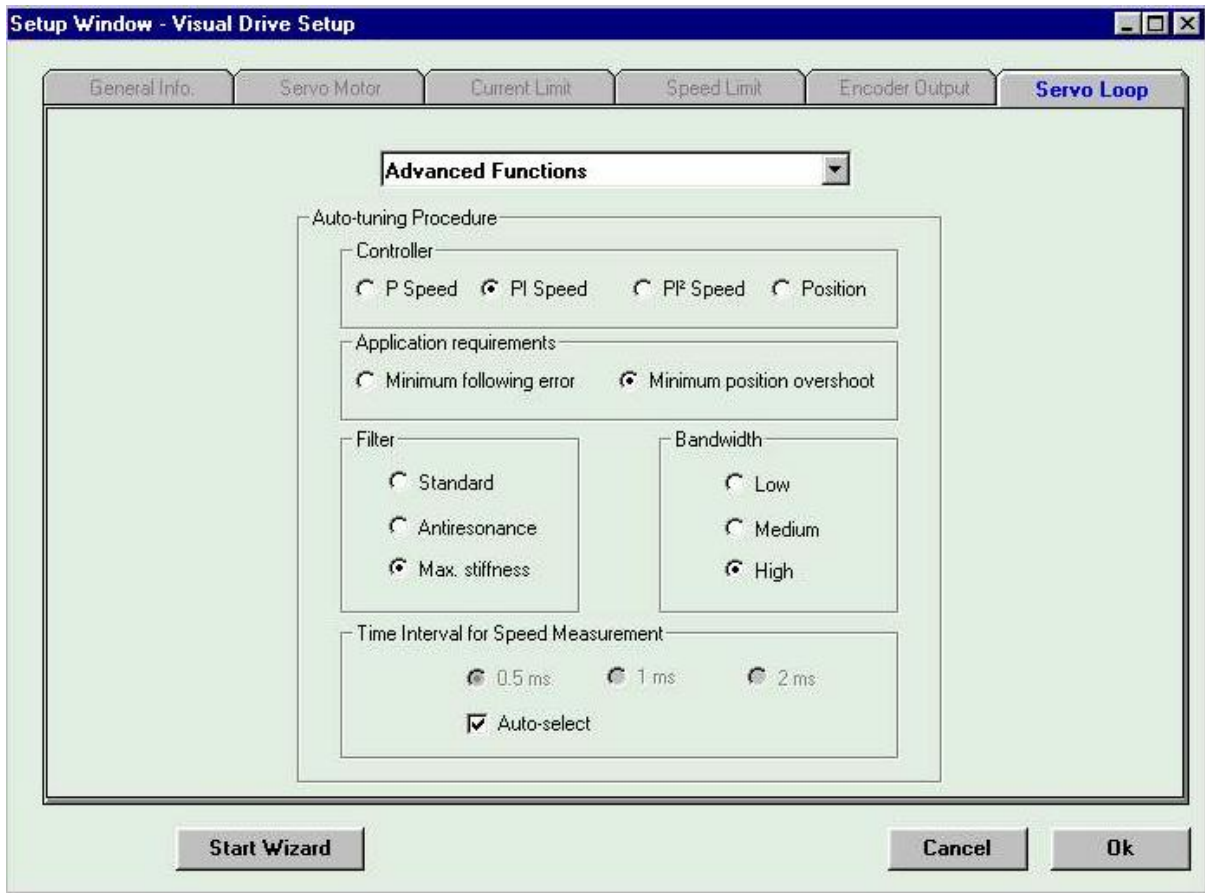 Setup Window - Visual Drive Setup
General Info. Servo Motor Current Limit Speed Limit Encoder Output Servo Loop
Advanced Functions
Auto-tuning Procedure
Controller
P Speed PI Speed PI² Speed Position
Application requirements
Minimum following error Minimum position overshoot
Filter Bandwidth
Standard Low
Antiresonance Medium
Max. stiffness High
Time Interval for Speed Measurement
0.5 ms 1 ms 2 ms
Auto-select
Start Wizard Cancel Ok